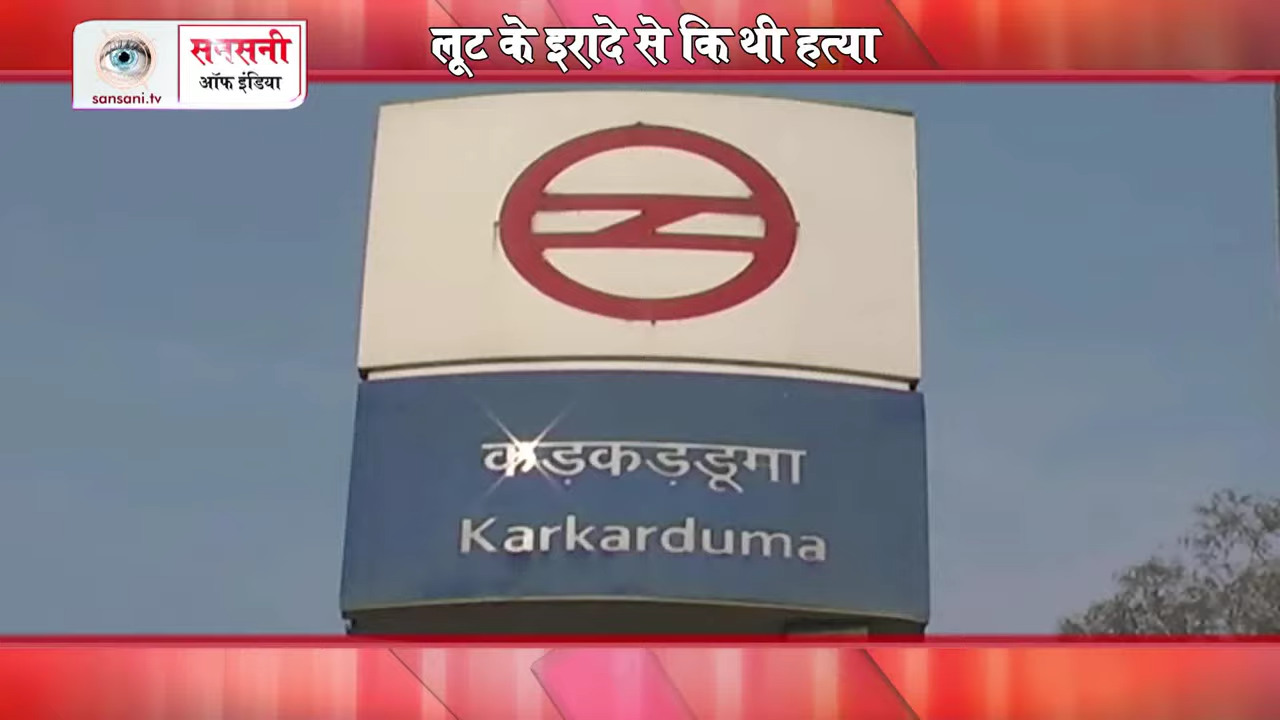 लूट के इरादे से कि थी हत्या
सनसनी
ऑफ इंडिया
sansani.tv
कड़कड़डूमा
Karkarduma